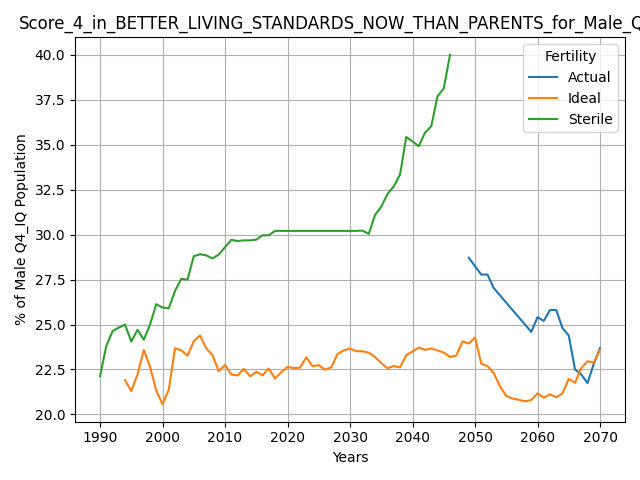 Score_4_in_BETTER_LIVING_STANDARDS_NOW_THAN_PARENTS_for_Male_Q
Fertility
Actual
Ideal
Sterile
% of Male Q4_IQ Population
40.0
37.5
35.0
32.5
30.0
27.5
25.0
22.5
20.0
1990 2000 2010 2020 2030 2040 2050 2060 2070
Years